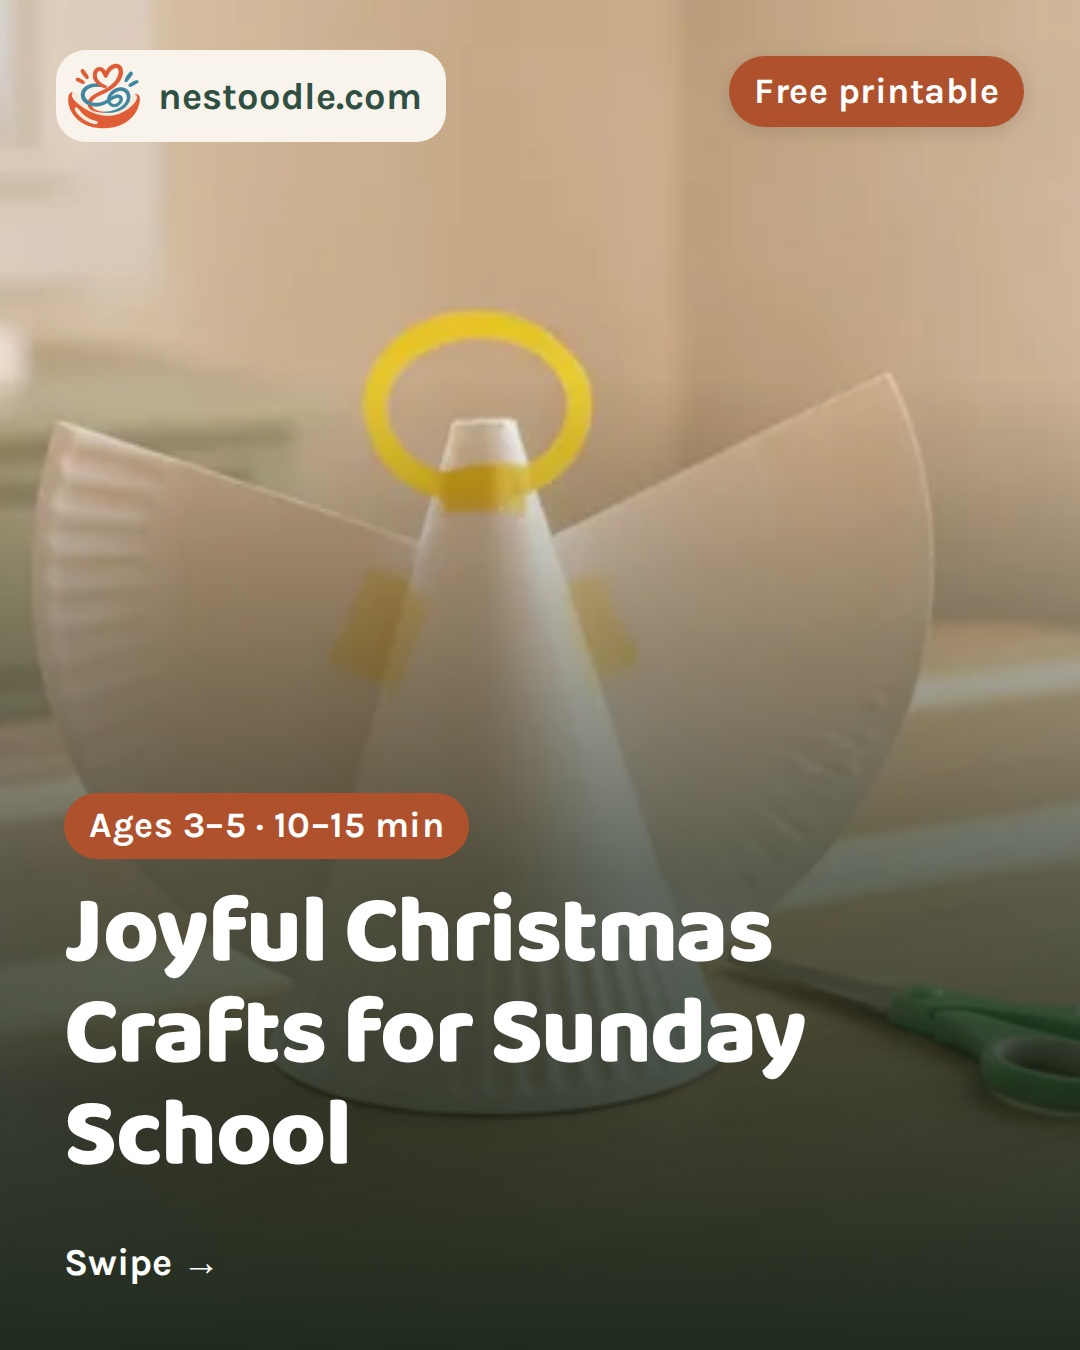 nestoodle.com
Free printable
Ages 3–5 · 10–15 min
Joyful Christmas
Crafts for Sunday
School
Swipe →